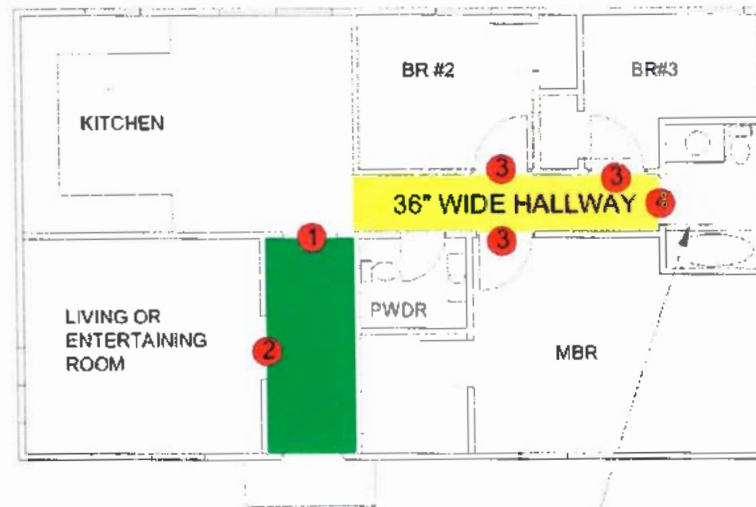 BR #2
BR#3
KITCHEN
3
3
36" WIDE HALLWAY
4
1
3
LIVING OR
ENTERTAINING
ROOM
2
PWDR
MBR